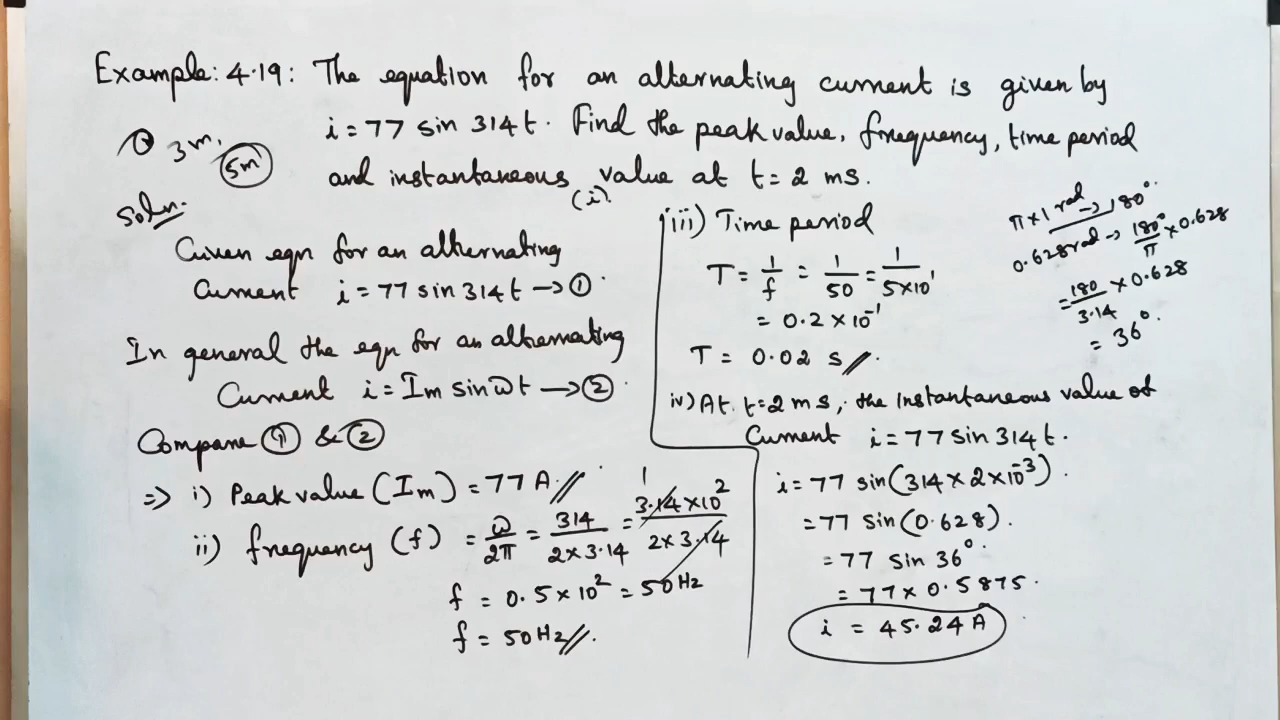 Example: 4.19: The equation for an alternating current is given by
i = 77 sin 314t. Find the peak value, frequency, time period
and instantaneous value at t = 2 ms.
(i).
3m.
5m
Soln.
Given eqn for an alternating
Current i = 77 sin 314t → ①
In general the eqn for an alternating
Current i = Im sin ωt → ②
Compare ① & ②
⇒ i) Peak value (Im) = 77 A //
ii) frequency (f) = ω/2π = 314/(2×3.14) = (3.14×10²)/(2×3.14)
1
f = 0.5×10² = 50 Hz
f = 50 Hz //.
iii) Time period
T = 1/f = 1/50 = 1/(5×10¹)
= 0.2 × 10⁻¹
T = 0.02 s //.
π × 1 rad → 180°.
0.628 rad → 180°/π × 0.628
= 180/3.14 × 0.628
= 36°.
iv) At t = 2 ms, the Instantaneous value of
Current i = 77 sin 314t.
i = 77 sin(314 × 2 × 10⁻³).
= 77 sin(0.628).
= 77 sin 36°.
= 77 × 0.5875.
i = 45.24 A